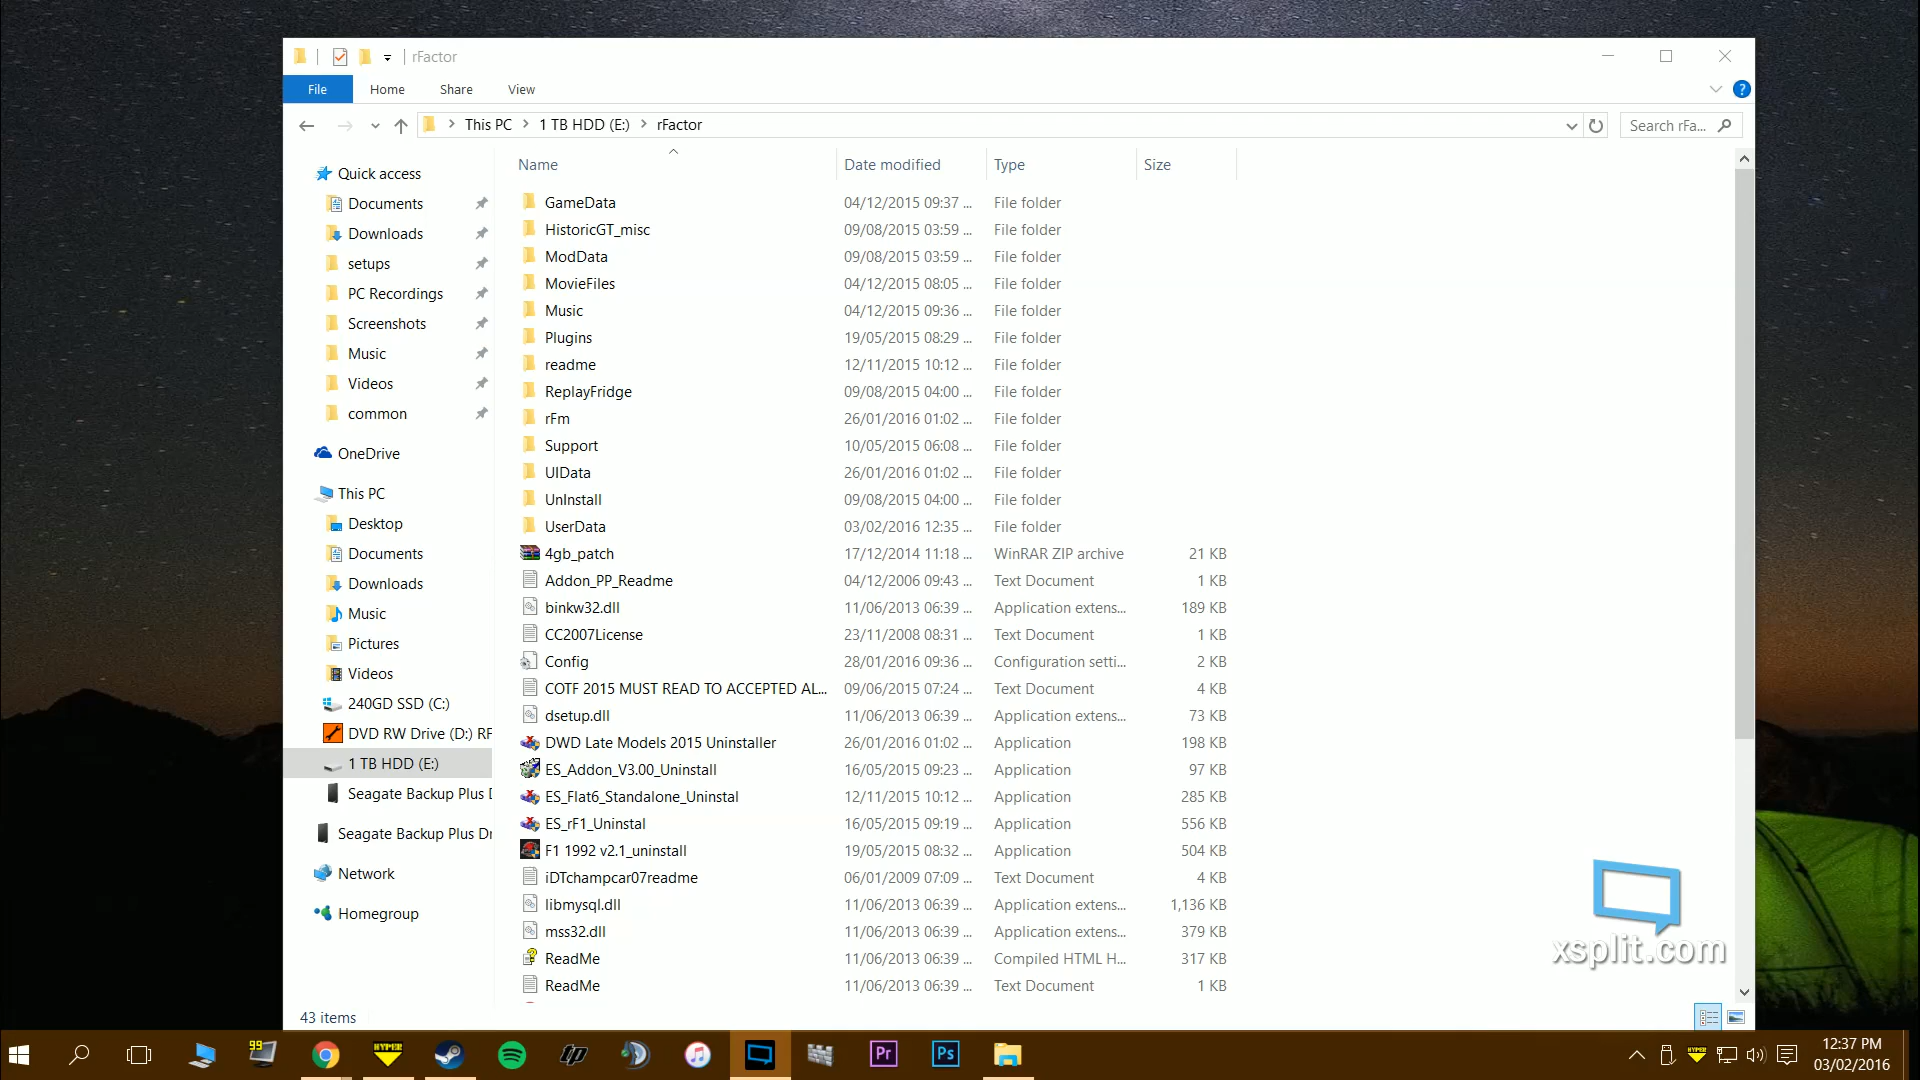 rFactor
File Home Share View
This PC 1 TB HDD (E:) rFactor Search rFa...
Name Date modified Type Size
Quick access
Documents
Downloads
setups
PC Recordings
Screenshots
Music
Videos
common
OneDrive
This PC
Desktop
Documents
Downloads
Music
Pictures
Videos
240GD SSD (C:)
DVD RW Drive (D:) RF
1 TB HDD (E:)
Seagate Backup Plus D
Seagate Backup Plus Dr
Network
Homegroup
GameData 04/12/2015 09:37 ... File folder
HistoricGT_misc 09/08/2015 03:59 ... File folder
ModData 09/08/2015 03:59 ... File folder
MovieFiles 04/12/2015 08:05 ... File folder
Music 04/12/2015 09:36 ... File folder
Plugins 19/05/2015 08:29 ... File folder
readme 12/11/2015 10:12 ... File folder
ReplayFridge 09/08/2015 04:00 ... File folder
rFm 26/01/2016 01:02 ... File folder
Support 10/05/2015 06:08 ... File folder
UIData 26/01/2016 01:02 ... File folder
UnInstall 09/08/2015 04:00 ... File folder
UserData 03/02/2016 12:35 ... File folder
4gb_patch 17/12/2014 11:18 ... WinRAR ZIP archive 21 KB
Addon_PP_Readme 04/12/2006 09:43 ... Text Document 1 KB
binkw32.dll 11/06/2013 06:39 ... Application extens... 189 KB
CC2007License 23/11/2008 08:31 ... Text Document 1 KB
Config 28/01/2016 09:36 ... Configuration setti... 2 KB
COTF 2015 MUST READ TO ACCEPTED AL... 09/06/2015 07:24 ... Text Document 4 KB
dsetup.dll 11/06/2013 06:39 ... Application extens... 73 KB
DWD Late Models 2015 Uninstaller 26/01/2016 01:02 ... Application 198 KB
ES_Addon_V3.00_Uninstall 16/05/2015 09:23 ... Application 97 KB
ES_Flat6_Standalone_Uninstal 12/11/2015 10:12 ... Application 285 KB
ES_rF1_Uninstal 16/05/2015 09:19 ... Application 556 KB
F1 1992 v2.1_uninstall 19/05/2015 08:32 ... Application 504 KB
iDTchampcar07readme 06/01/2009 07:09 ... Text Document 4 KB
libmysql.dll 11/06/2013 06:39 ... Application extens... 1,136 KB
mss32.dll 11/06/2013 06:39 ... Application extens... 379 KB
ReadMe 11/06/2013 06:39 ... Compiled HTML H... 317 KB
ReadMe 11/06/2013 06:39 ... Text Document 1 KB
xsplit.com
43 items
99
HYPER
tp
Pr
Ps
HYPER
12:37 PM
03/02/2016